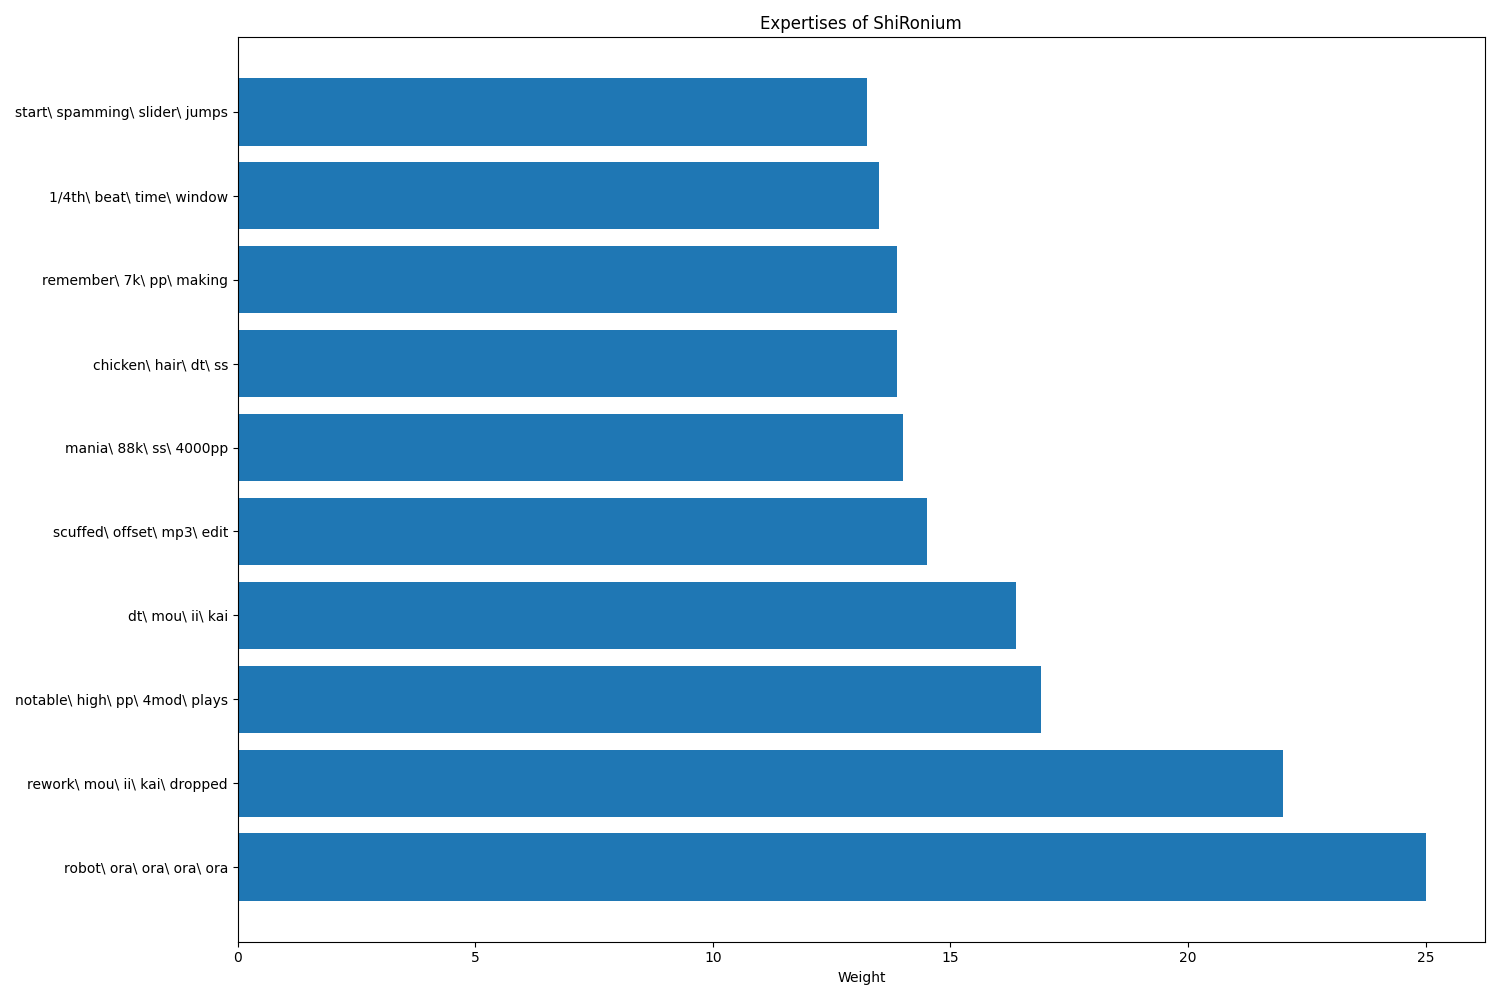 Expertises of ShiRonium
start\ spamming\ slider\ jumps
1/4th\ beat\ time\ window
remember\ 7k\ pp\ making
chicken\ hair\ dt\ ss
mania\ 88k\ ss\ 4000pp
scuffed\ offset\ mp3\ edit
dt\ mou\ ii\ kai
notable\ high\ pp\ 4mod\ plays
rework\ mou\ ii\ kai\ dropped
robot\ ora\ ora\ ora\ ora
0 5 10 15 20 25
Weight